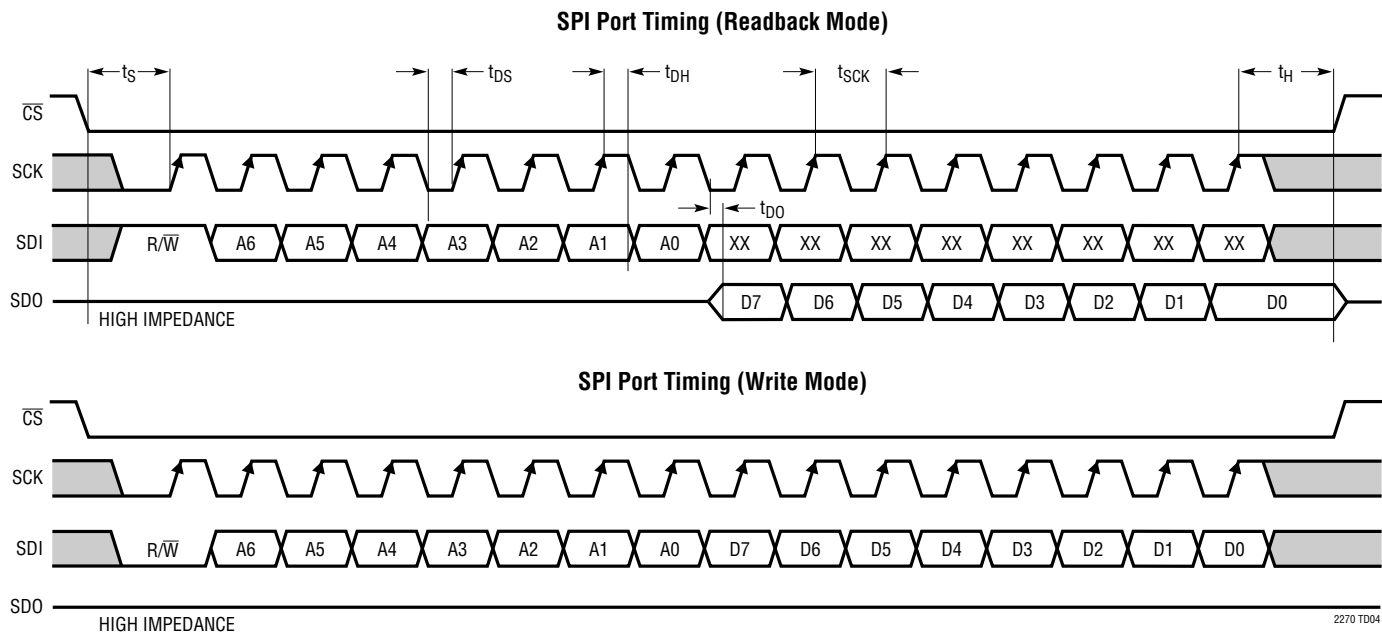 SPI Port Timing (Readback Mode)
tS tDS tDH tSCK tH
CS
SCK
tDO
SDI R/W A6 A5 A4 A3 A2 A1 A0 XX XX XX XX XX XX XX XX
SDO D7 D6 D5 D4 D3 D2 D1 D0
HIGH IMPEDANCE
SPI Port Timing (Write Mode)
CS
SCK
SDI R/W A6 A5 A4 A3 A2 A1 A0 D7 D6 D5 D4 D3 D2 D1 D0
SDO
HIGH IMPEDANCE
2270 TD04